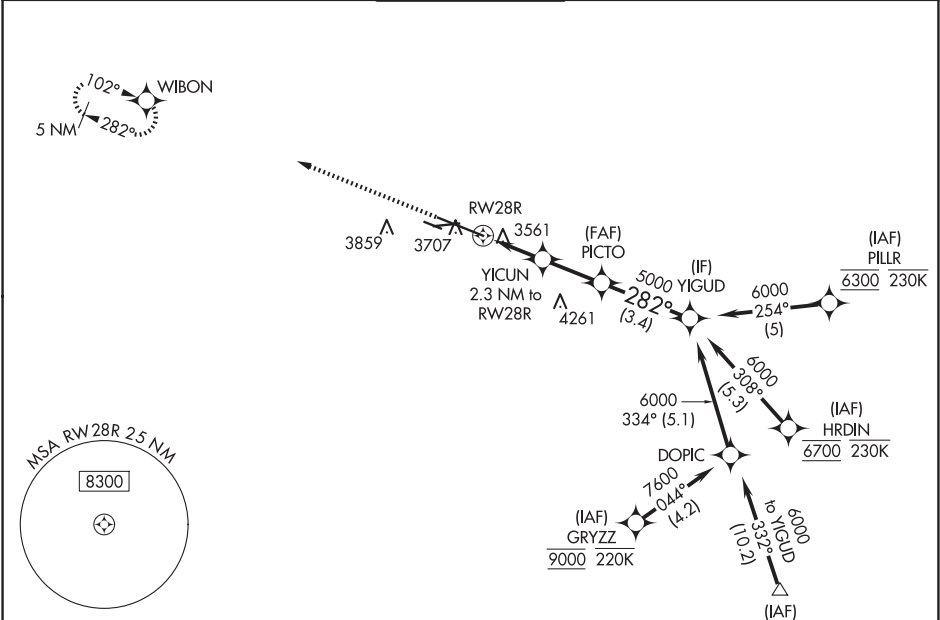 102°
WIBON
5 NM
282°
RW28R
3859
3707
3561
(FAF)
PICTO
YICUN
2.3 NM to
RW28R
4261
5000
282°
(3.4)
(IF)
YIGUD
6000
254°
(5)
(IAF)
PILLR
6300 230K
6000
308°
(5.3)
(IAF)
HRDIN
6700 230K
6000
334° (5.1)
DOPIC
7600
044°
(4.2)
(IAF)
GRYZZ
9000 220K
6000
to YIGUD
332°
(10.2)
(IAF)
MSA RW28R 25 NM
8300